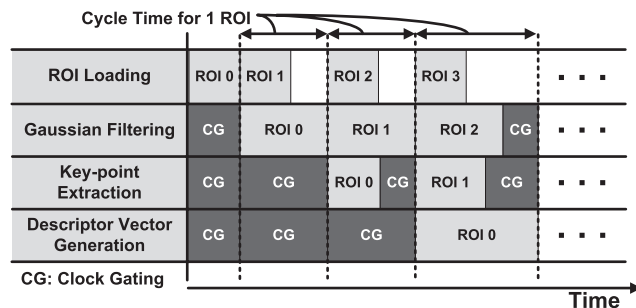 Cycle Time for 1 ROI
ROI Loading ROI 0 ROI 1 ROI 2 ROI 3 . . .
Gaussian Filtering CG ROI 0 ROI 1 ROI 2 CG . . .
Key-point
Extraction CG CG ROI 0 CG ROI 1 CG . . .
Descriptor Vector
Generation CG CG CG ROI 0 . . .
CG: Clock Gating
Time